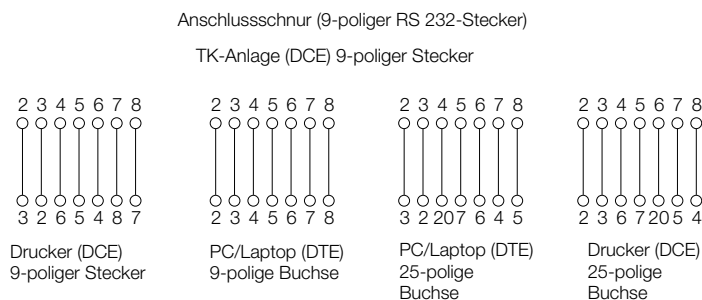 Anschlussschnur (9-poliger RS 232-Stecker)
TK-Anlage (DCE) 9-poliger Stecker
2 3 4 5 6 7 8
3 2 6 5 4 8 7
Drucker (DCE)
9-poliger Stecker
2 3 4 5 6 7 8
2 3 4 5 6 7 8
PC/Laptop (DTE)
9-polige Buchse
2 3 4 5 6 7 8
3 2 20 7 6 4 5
PC/Laptop (DTE)
25-polige
Buchse
2 3 4 5 6 7 8
2 3 6 7 20 5 4
Drucker (DCE)
25-polige
Buchse